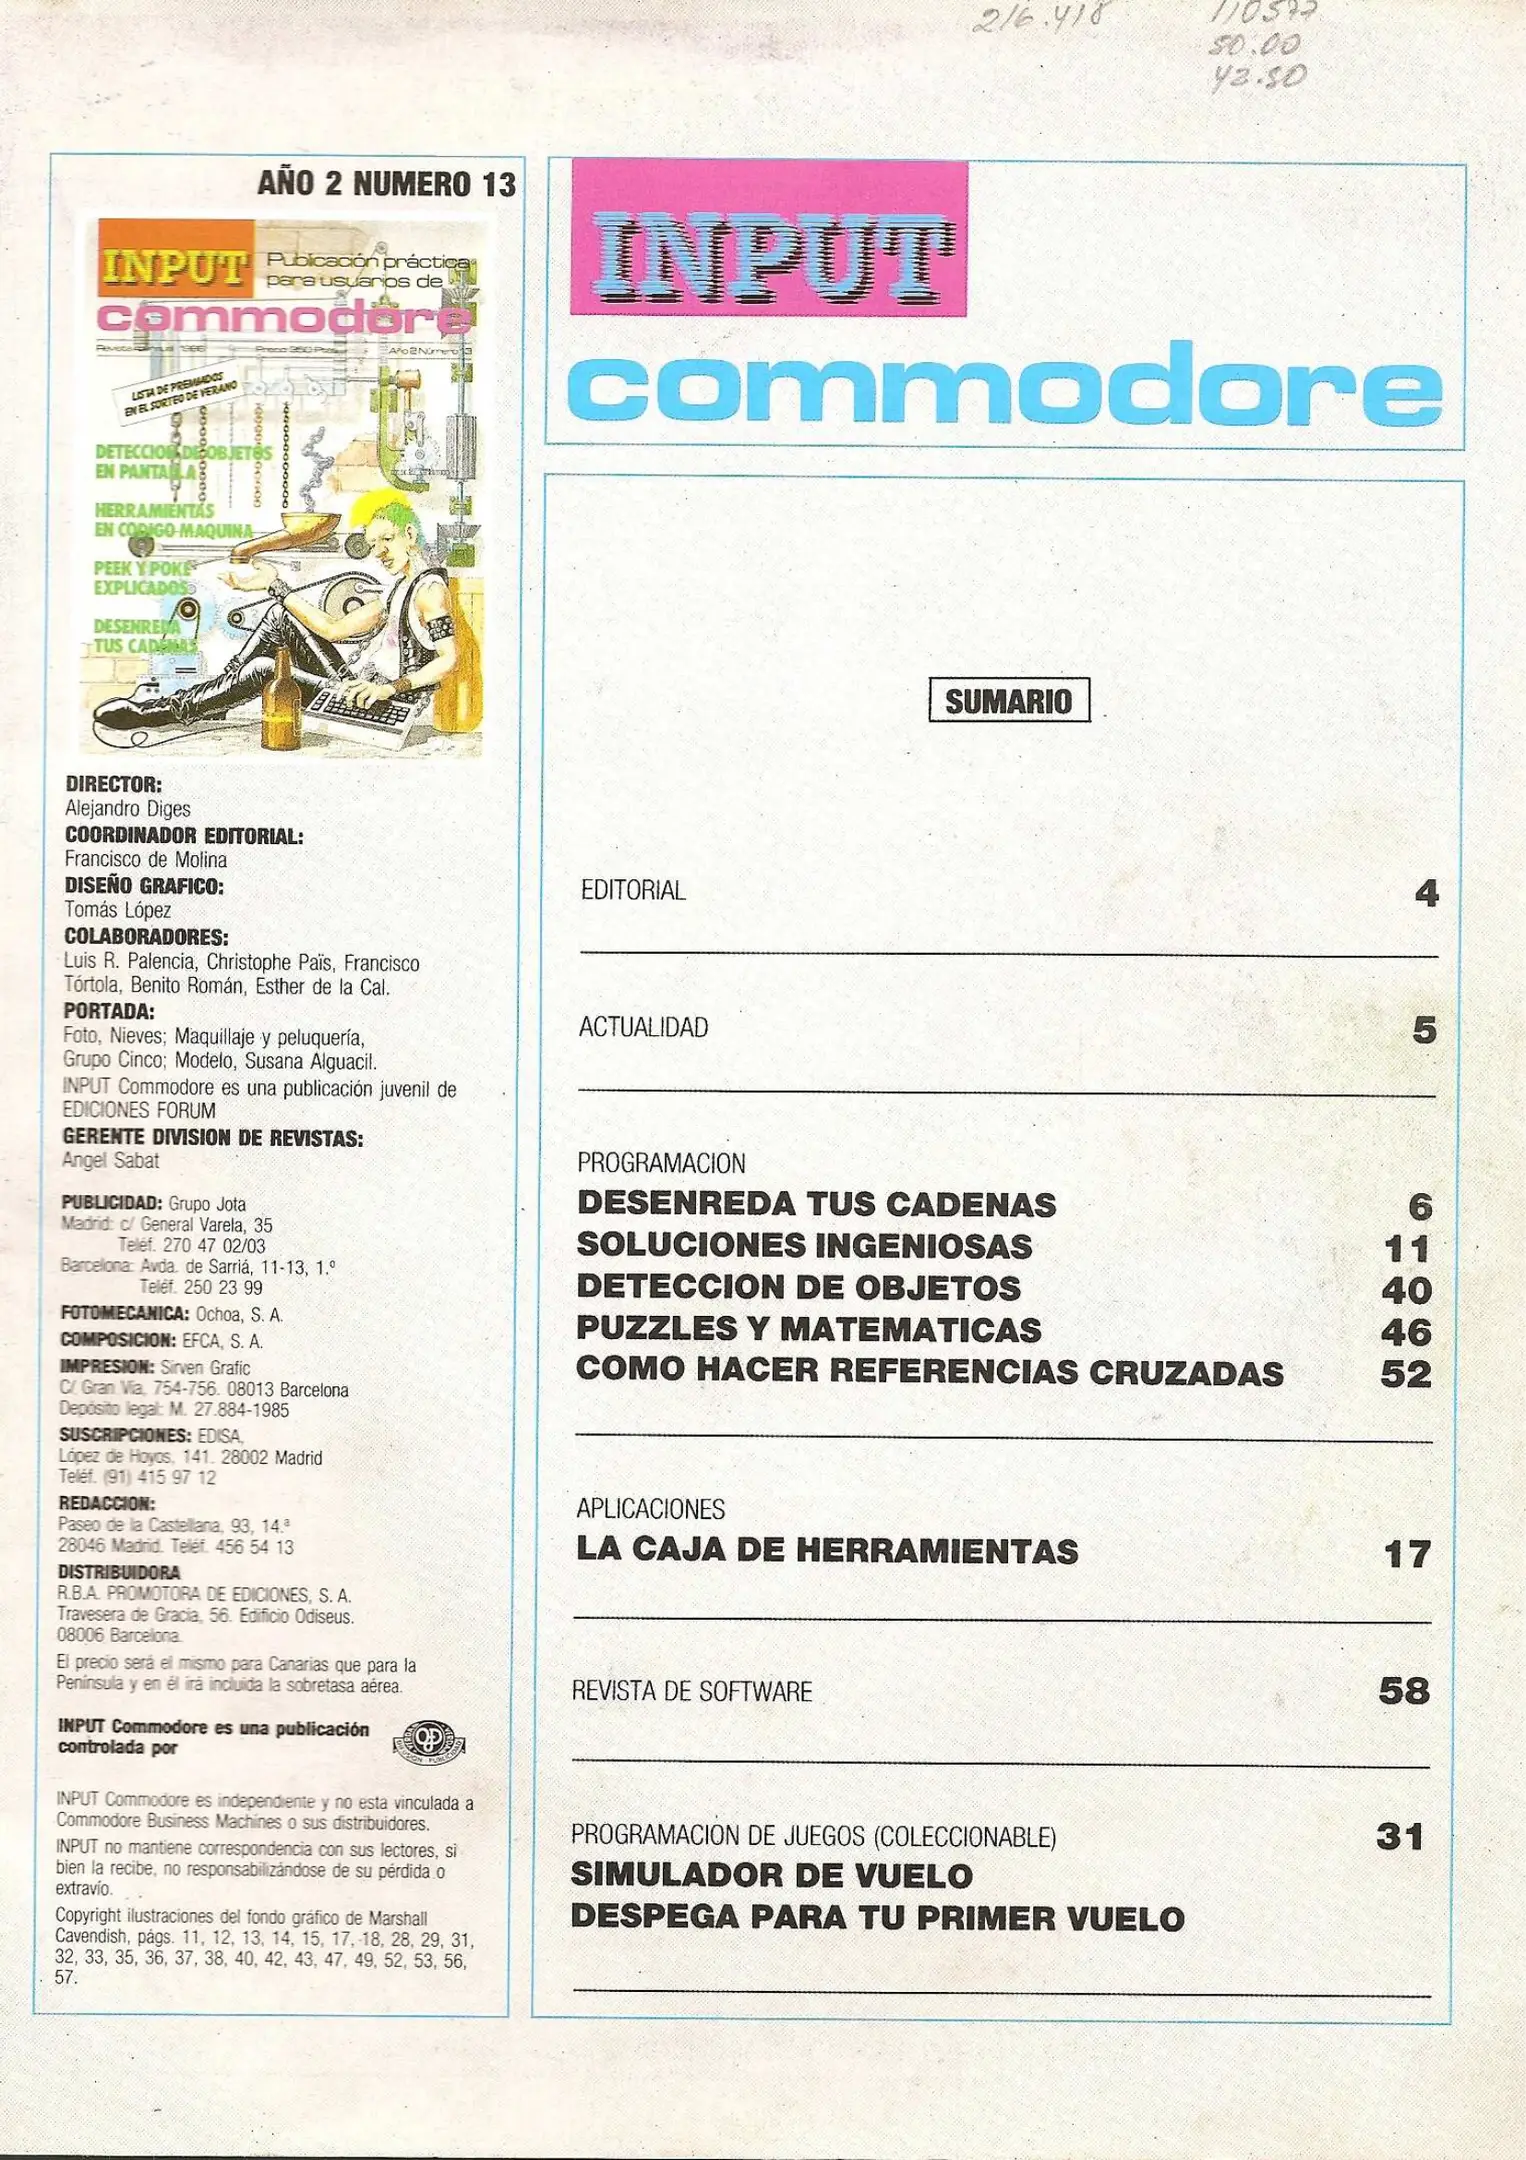 216.418
110577
50.00
42.50
AÑO 2 NUMERO 13
INPUT
Publicación práctica
para usuarios de
commodore
Precio 350 Ptas.
Año 2 Número 13
LISTA DE PREMIADOS
EN EL SORTEO DE VERANO
DETECCION DE OBJETOS
EN PANTALLA
HERRAMIENTAS
EN CODIGO MAQUINA
PEEK Y POKE
EXPLICADOS
DESENREDA
TUS CADENAS
DIRECTOR:
Alejandro Diges
COORDINADOR EDITORIAL:
Francisco de Molina
DISEÑO GRAFICO:
Tomás López
COLABORADORES:
Luis R. Palencia, Christophe Païs, Francisco
Tórtola, Benito Román, Esther de la Cal.
PORTADA:
Foto, Nieves; Maquillaje y peluquería,
Grupo Cinco; Modelo, Susana Alguacil.
INPUT Commodore es una publicación juvenil de
EDICIONES FORUM
GERENTE DIVISION DE REVISTAS:
Angel Sabat
PUBLICIDAD: Grupo Jota
Madrid: c/ General Varela, 35
Teléf. 270 47 02/03
Barcelona: Avda. de Sarriá, 11-13, 1.º
Teléf. 250 23 99
FOTOMECANICA: Ochoa, S. A.
COMPOSICION: EFCA, S. A.
IMPRESION: Sirven Grafic
C/ Gran Vía, 754-756. 08013 Barcelona
Depósito legal: M. 27.884-1985
SUSCRIPCIONES: EDISA.
López de Hoyos, 141. 28002 Madrid
Teléf. (91) 415 97 12
REDACCION:
Paseo de la Castellana, 93, 14.ª
28046 Madrid. Teléf. 456 54 13
DISTRIBUIDORA
R.B.A. PROMOTORA DE EDICIONES, S. A.
Travesera de Gracia, 56. Edificio Odiseus.
08006 Barcelona.
El precio será el mismo para Canarias que para la
Península y en él irá incluida la sobretasa aérea.
INPUT Commodore es una publicación
controlada por
OJD
INPUT Commodore es independiente y no esta vinculada a
Commodore Business Machines o sus distribuidores.
INPUT no mantiene correspondencia con sus lectores, si
bien la recibe, no responsabilizándose de su pérdida o
extravío.
Copyright ilustraciones del fondo gráfico de Marshall
Cavendish, págs. 11, 12, 13, 14, 15, 17, 18, 28, 29, 31,
32, 33, 35, 36, 37, 38, 40, 42, 43, 47, 49, 52, 53, 56,
57.
INPUT
commodore
SUMARIO
EDITORIAL 4
ACTUALIDAD 5
PROGRAMACION
DESENREDA TUS CADENAS 6
SOLUCIONES INGENIOSAS 11
DETECCION DE OBJETOS 40
PUZZLES Y MATEMATICAS 46
COMO HACER REFERENCIAS CRUZADAS 52
APLICACIONES
LA CAJA DE HERRAMIENTAS 17
REVISTA DE SOFTWARE 58
PROGRAMACIÓN DE JUEGOS (COLECCIONABLE) 31
SIMULADOR DE VUELO
DESPEGA PARA TU PRIMER VUELO